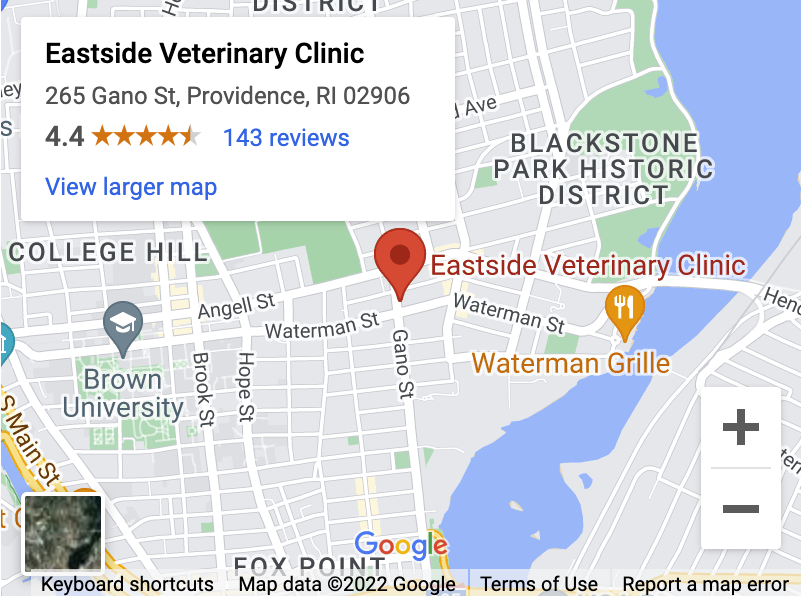 DISTRICT
Eastside Veterinary Clinic
265 Gano St, Providence, RI 02906
4.4 143 reviews
View larger map
Ave
BLACKSTONE
PARK HISTORIC
DISTRICT
COLLEGE HILL
Eastside Veterinary Clinic
Angell St
Waterman St
Waterman St
Waterman Grille
Brown
University
Brook St
Hope St
Gano St
S Main St
Google
FOX POINT
Keyboard shortcuts
Map data ©2022 Google
Terms of Use
Report a map error